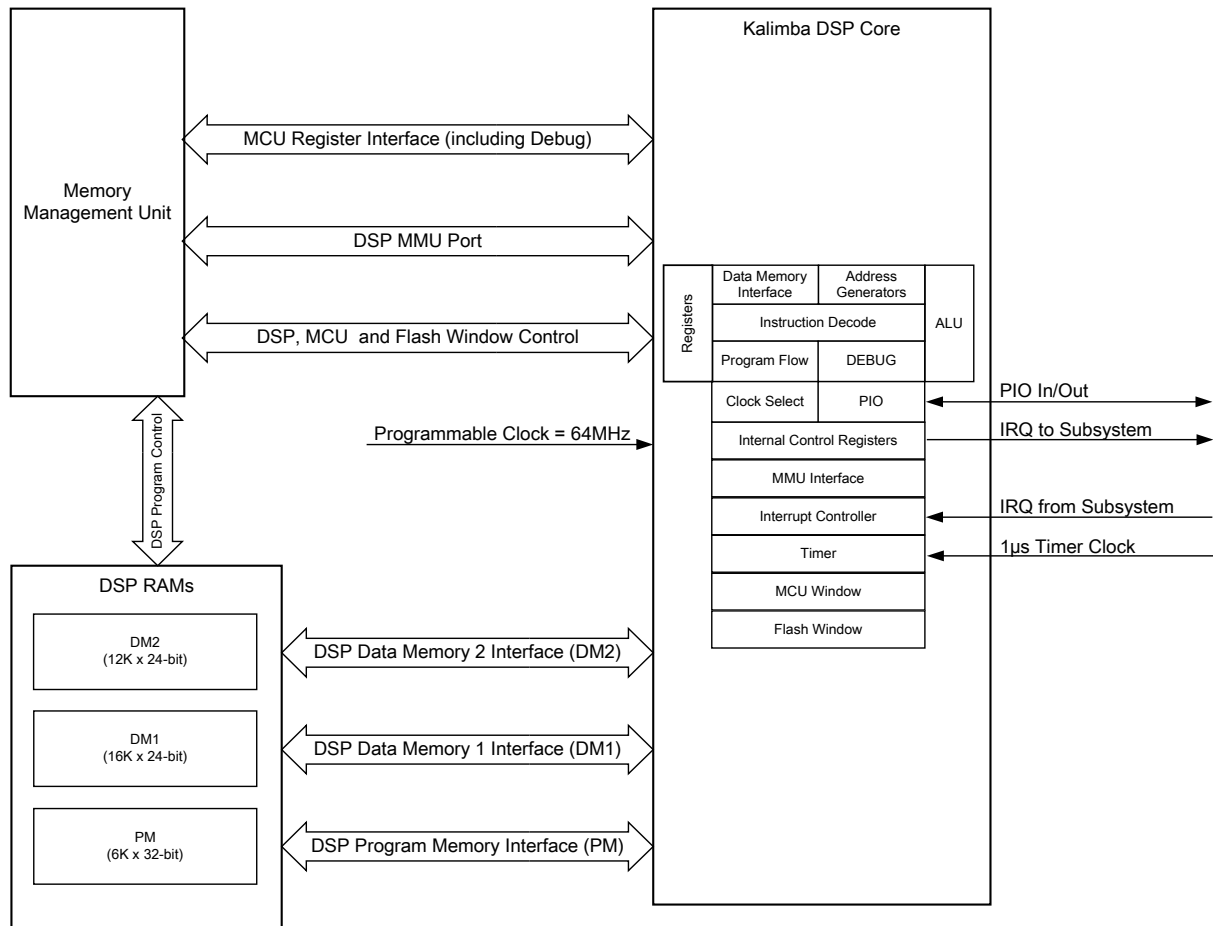 Kalimba DSP Core
Memory
Management Unit
MCU Register Interface (including Debug)
DSP MMU Port
DSP, MCU and Flash Window Control
Registers
Data Memory
Interface
Address
Generators
ALU
Instruction Decode
Program Flow
DEBUG
Clock Select
PIO
PIO In/Out
DSP Program Control
Programmable Clock = 64MHz
Internal Control Registers
IRQ to Subsystem
MMU Interface
Interrupt Controller
IRQ from Subsystem
Timer
1µs Timer Clock
MCU Window
Flash Window
DSP RAMs
DM2
(12K x 24-bit)
DSP Data Memory 2 Interface (DM2)
DM1
(16K x 24-bit)
DSP Data Memory 1 Interface (DM1)
PM
(6K x 32-bit)
DSP Program Memory Interface (PM)